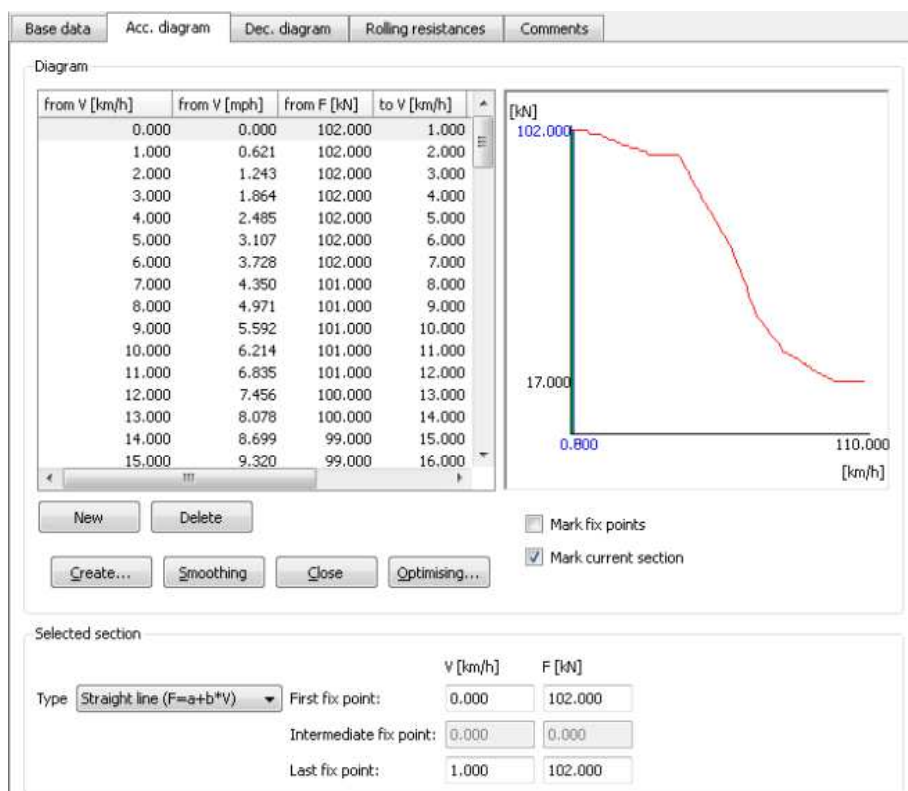 Base data Acc. diagram Dec. diagram Rolling resistances Comments
Diagram
from V [km/h] from V [mph] from F [kN] to V [km/h]
0.000 0.000 102.000 1.000
1.000 0.621 102.000 2.000
2.000 1.243 102.000 3.000
3.000 1.864 102.000 4.000
4.000 2.485 102.000 5.000
5.000 3.107 102.000 6.000
6.000 3.728 102.000 7.000
7.000 4.350 101.000 8.000
8.000 4.971 101.000 9.000
9.000 5.592 101.000 10.000
10.000 6.214 101.000 11.000
11.000 6.835 101.000 12.000
12.000 7.456 100.000 13.000
13.000 8.078 100.000 14.000
14.000 8.699 99.000 15.000
15.000 9.320 99.000 16.000
[kN]
102.000
17.000
0.800 110.000
[km/h]
New Delete
Mark fix points
Mark current section
Create... Smoothing Close Optimising...
Selected section
V [km/h] F [kN]
Type Straight line (F=a+b*V) First fix point: 0.000 102.000
Intermediate fix point: 0.000 0.000
Last fix point: 1.000 102.000